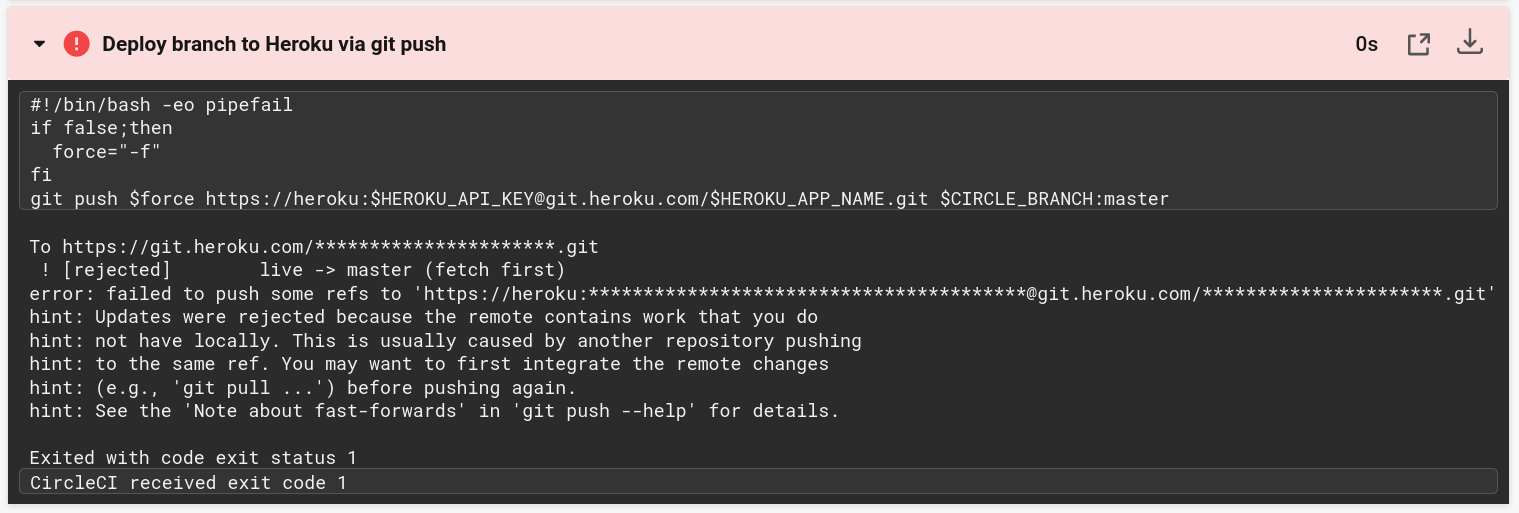 Deploy branch to Heroku via git push
0s
#!/bin/bash -eo pipefail
if false;then
  force="-f"
fi
git push $force https://heroku:$HEROKU_API_KEY@git.heroku.com/$HEROKU_APP_NAME.git $CIRCLE_BRANCH:master
To https://git.heroku.com/**********************.git
 ! [rejected]        live -> master (fetch first)
error: failed to push some refs to 'https://heroku:****************************************@git.heroku.com/**********************.git'
hint: Updates were rejected because the remote contains work that you do
hint: not have locally. This is usually caused by another repository pushing
hint: to the same ref. You may want to first integrate the remote changes
hint: (e.g., 'git pull ...') before pushing again.
hint: See the 'Note about fast-forwards' in 'git push --help' for details.
Exited with code exit status 1
CircleCI received exit code 1